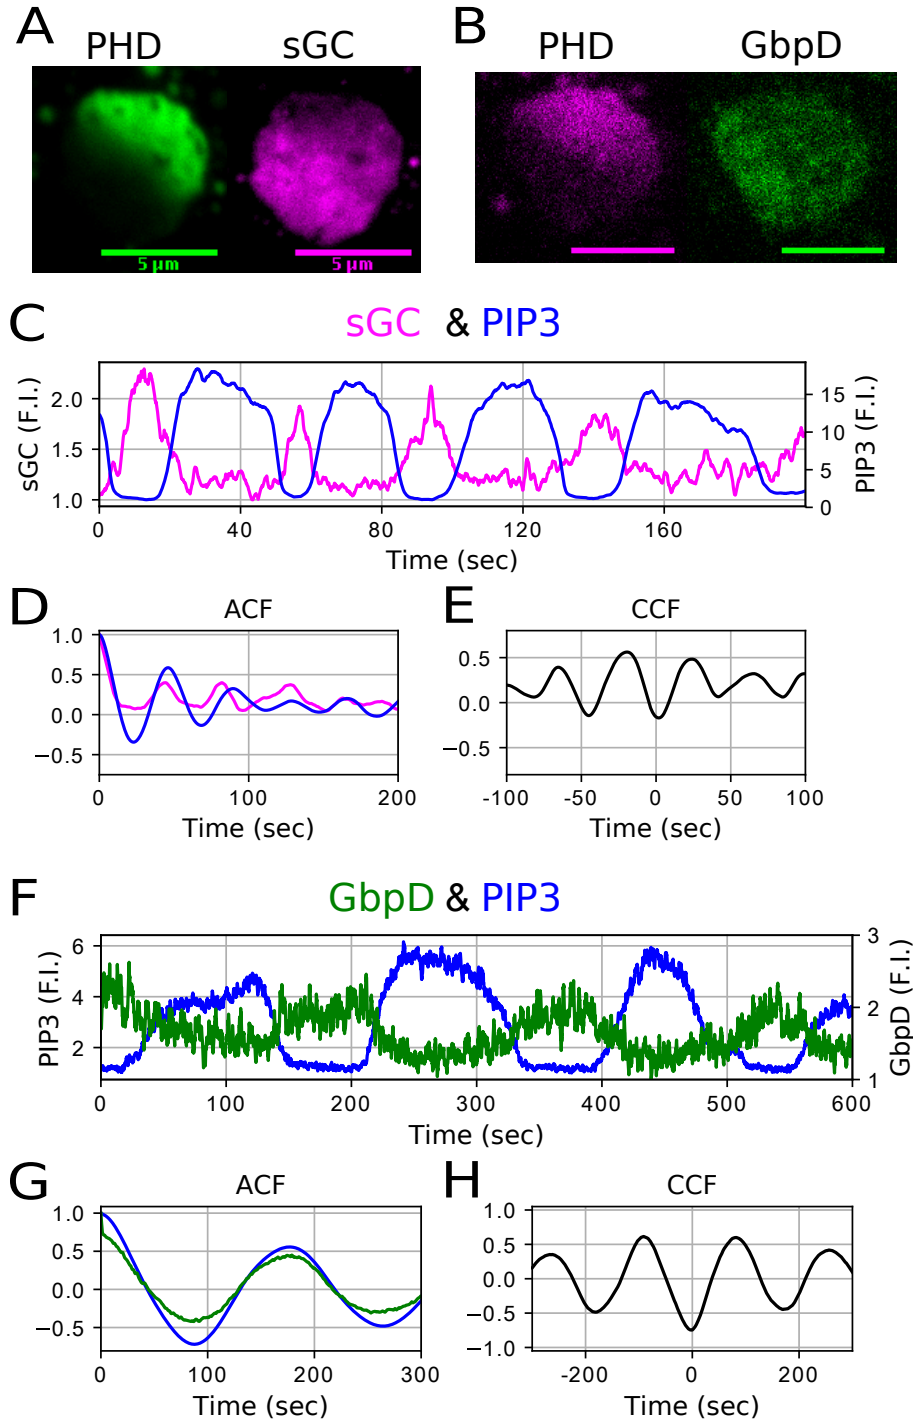 A
PHD sGC
5 μm 5 μm
B
PHD GbpD
C
sGC & PIP3
sGC (F.I.)
2.0
1.5
1.0
PIP3 (F.I.)
15
10
5
0
0 40 80 120 160
Time (sec)
D
ACF
1.0
0.5
0.0
−0.5
0 100 200
Time (sec)
E
CCF
0.5
0.0
−0.5
-100 -50 0 50 100
Time (sec)
F
GbpD & PIP3
PIP3 (F.I.)
6
4
2
GbpD (F.I.)
3
2
1
0 100 200 300 400 500 600
Time (sec)
G
ACF
1.0
0.5
0.0
−0.5
0 100 200 300
Time (sec)
H
CCF
1.0
0.5
0.0
−0.5
−1.0
-200 0 200
Time (sec)